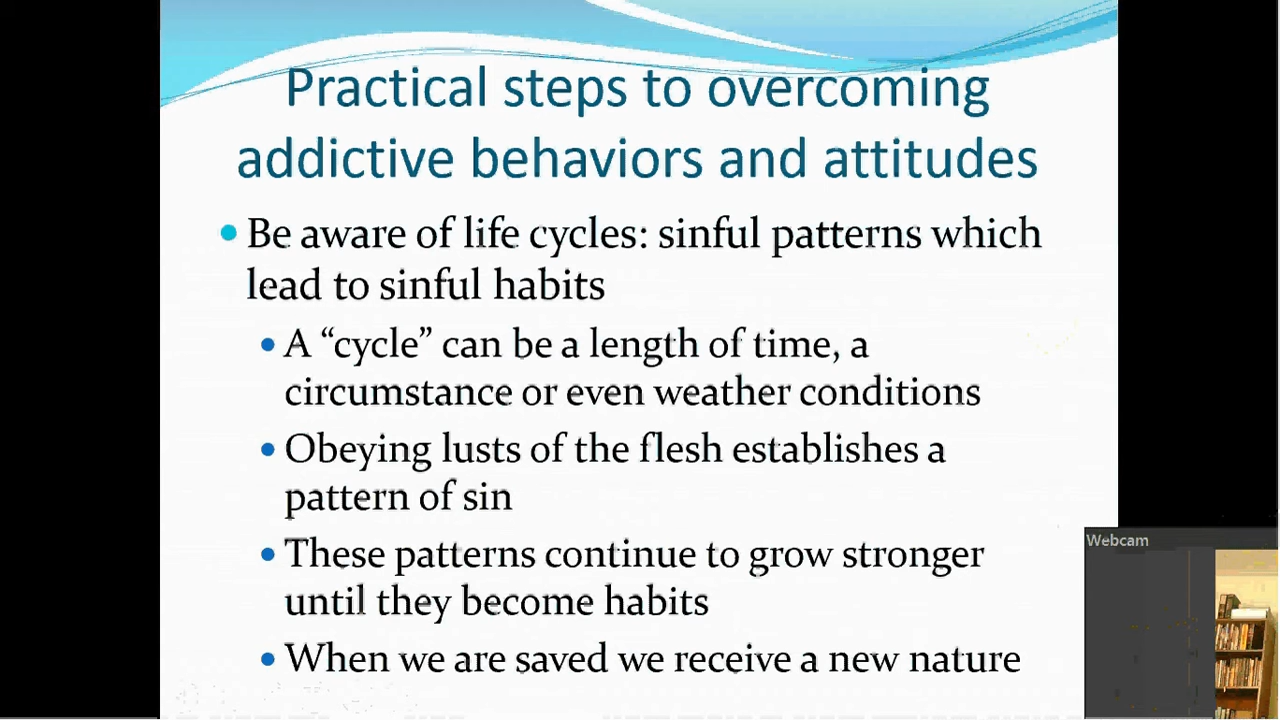 Practical steps to overcoming
addictive behaviors and attitudes
• Be aware of life cycles: sinful patterns which
lead to sinful habits
• A “cycle” can be a length of time, a
circumstance or even weather conditions
• Obeying lusts of the flesh establishes a
pattern of sin
• These patterns continue to grow stronger
until they become habits
• When we are saved we receive a new nature
Webcam